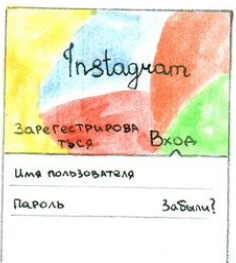 Instagram
Зарегестрирова
ться
Вход
Имя пользователя
Пароль
Забыли?